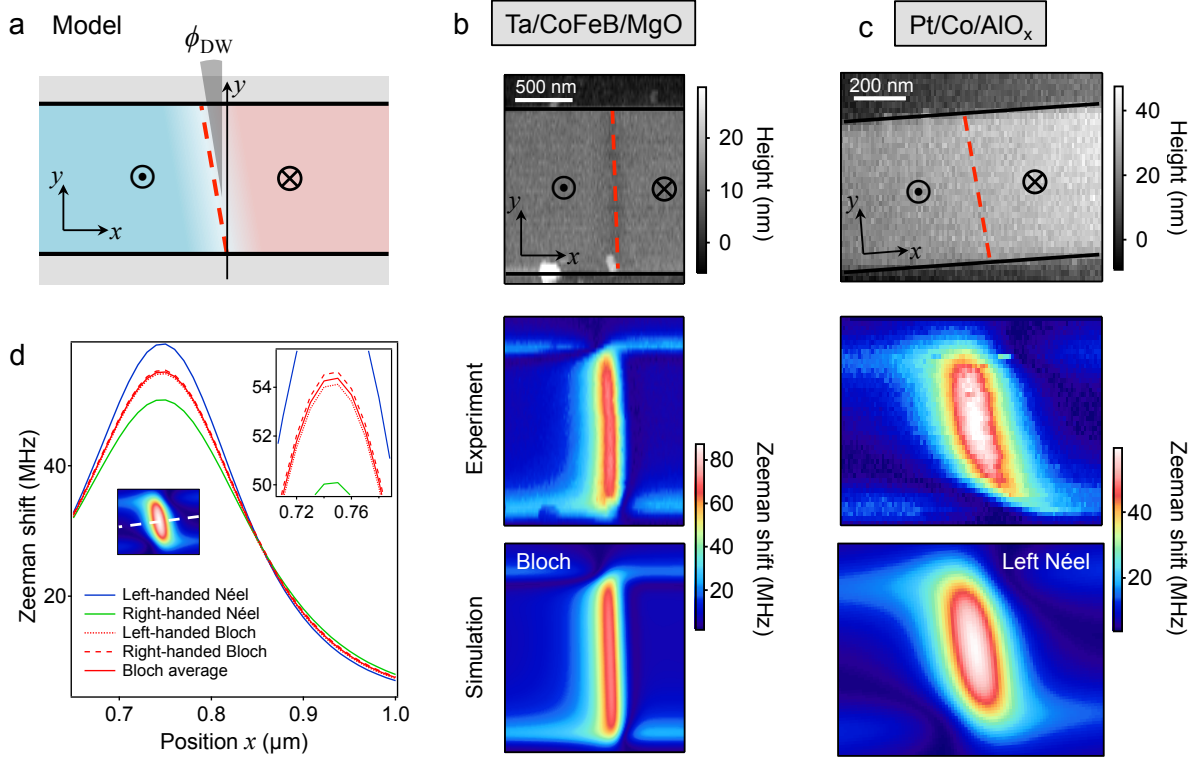 a Model
ϕDW
y
y
x
b Ta/CoFeB/MgO
500 nm
y
x
20
10
0
Height (nm)
c Pt/Co/AlOx
200 nm
y
x
40
20
0
Height (nm)
Experiment
80
60
40
20
Zeeman shift (MHz)
Simulation
Bloch
Left Néel
40
20
Zeeman shift (MHz)
d
Zeeman shift (MHz)
40
20
54
52
50
0.72
0.76
Left-handed Néel
Right-handed Néel
Left-handed Bloch
Right-handed Bloch
Bloch average
0.7
0.8
0.9
1.0
Position x (µm)